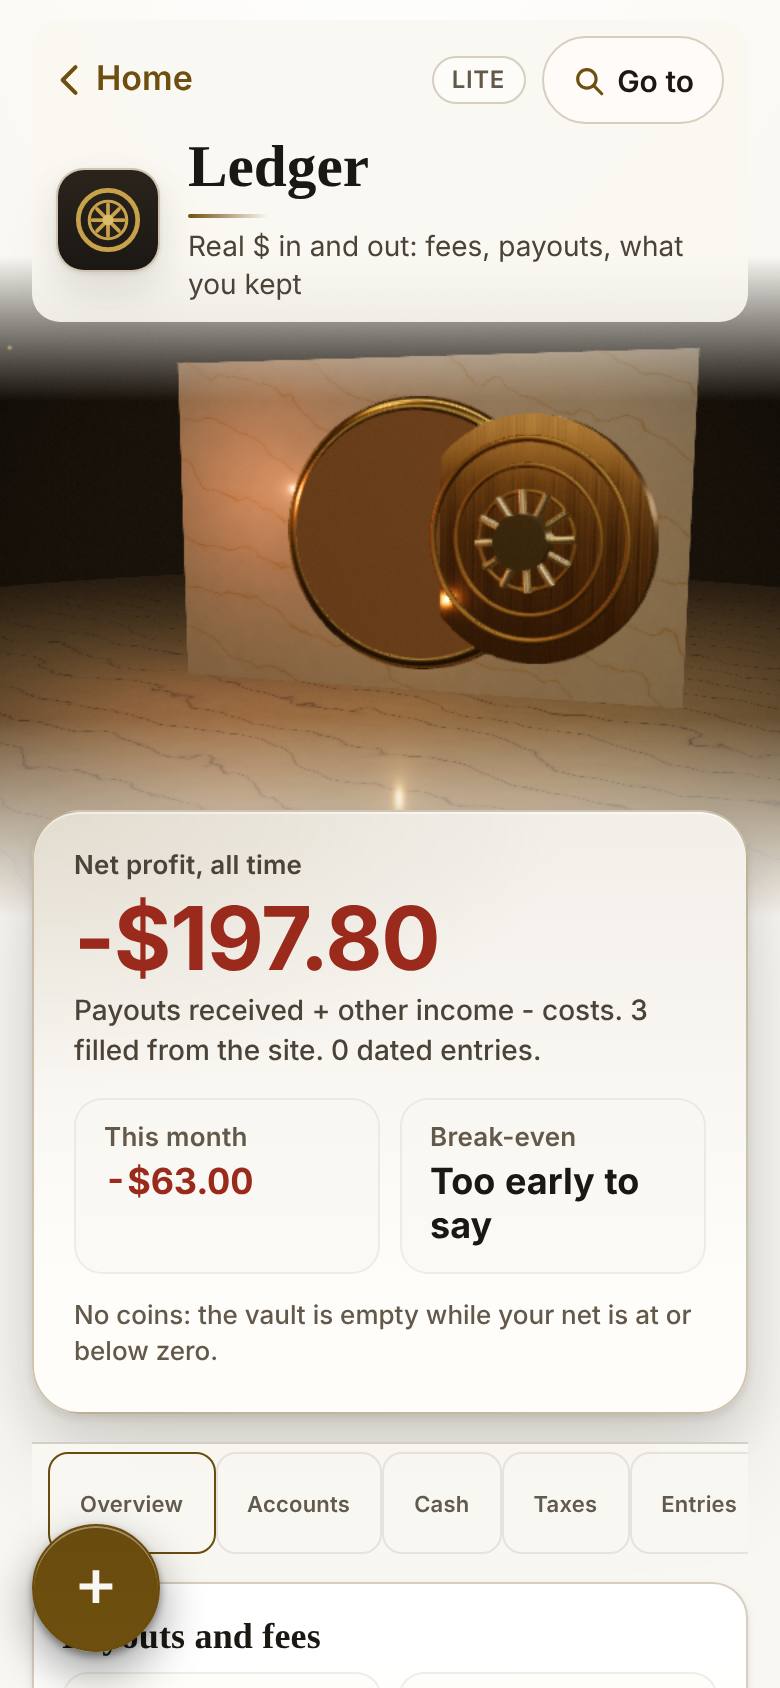 Home
LITE
Go to
Ledger
Real $ in and out: fees, payouts, what
you kept
Net profit, all time
-$197.80
Payouts received + other income - costs. 3
filled from the site. 0 dated entries.
This month
-$63.00
Break-even
Too early to
say
No coins: the vault is empty while your net is at or
below zero.
Overview
Accounts
Cash
Taxes
Entries
+
outs and fees